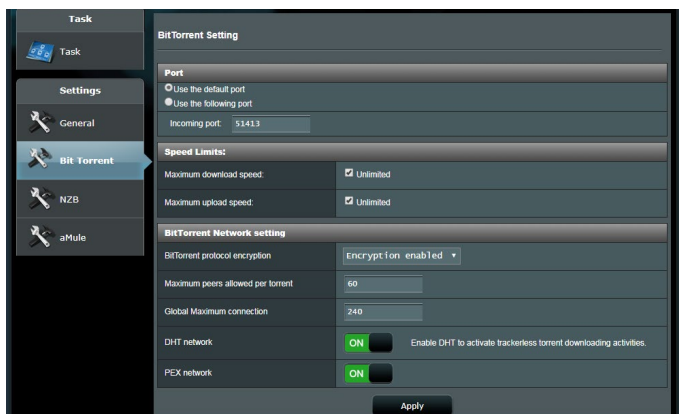 Task
Task
Settings
General
Bit Torrent
NZB
aMule
BitTorrent Setting
Port
Use the default port
Use the following port
Incoming port: 51413
Speed Limits:
Maximum download speed: Unlimited
Maximum upload speed: Unlimited
BitTorrent Network setting
BitTorrent protocol encryption Encryption enabled
Maximum peers allowed per torrent 60
Global Maximum connection 240
DHT network ON Enable DHT to activate trackerless torrent downloading activities.
PEX network ON
Apply